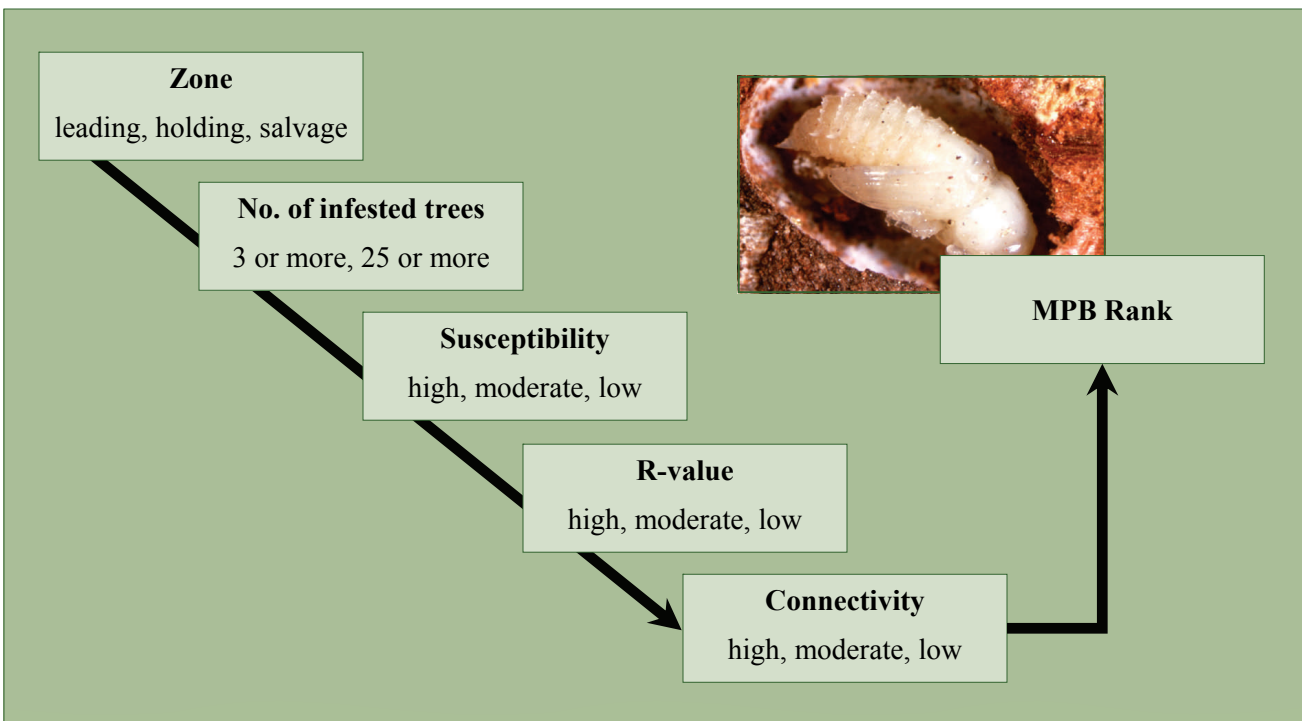 Zone
leading, holding, salvage
No. of infested trees
3 or more, 25 or more
Susceptibility
high, moderate, low
R-value
high, moderate, low
Connectivity
high, moderate, low
MPB Rank